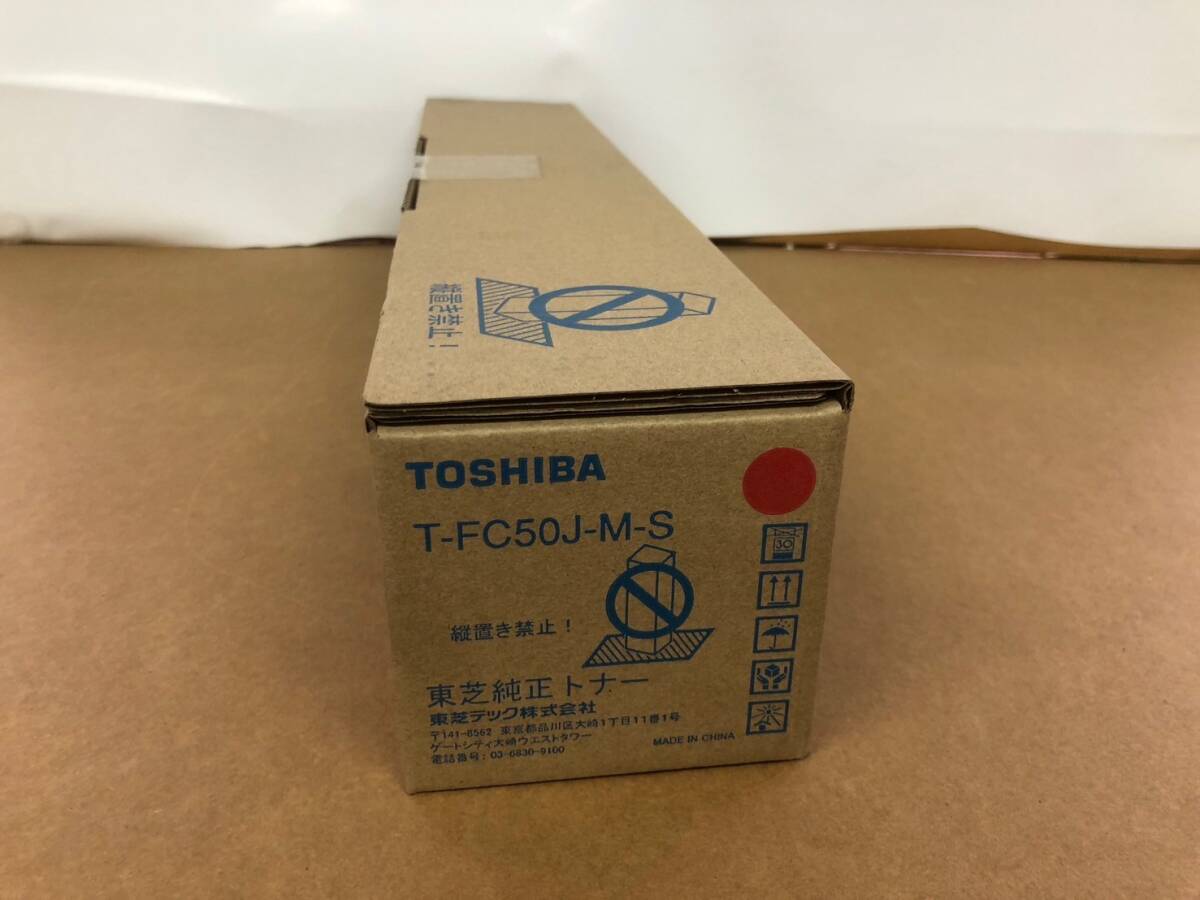 縦置き禁止!
TOSHIBA
T-FC50J-M-S
30
縦置き禁止!
東芝純正トナー
東芝テック株式会社
〒141-8562 東京都品川区大崎1丁目11番1号
ゲートシティ大崎ウエストタワー
電話番号:03-6830-9100
MADE IN CHINA